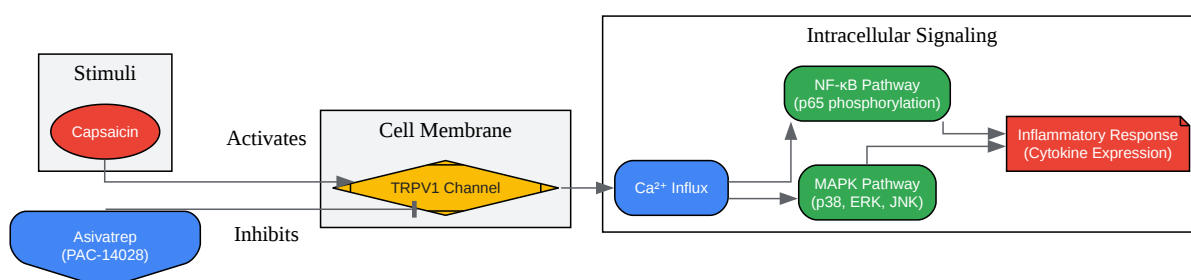 Stimuli
Capsaicin
Asivatrep
(PAC-14028)
Activates
Inhibits
Cell Membrane
TRPV1 Channel
Intracellular Signaling
Ca²⁺ Influx
NF-κB Pathway
(p65 phosphorylation)
MAPK Pathway
(p38, ERK, JNK)
Inflammatory Response
(Cytokine Expression)